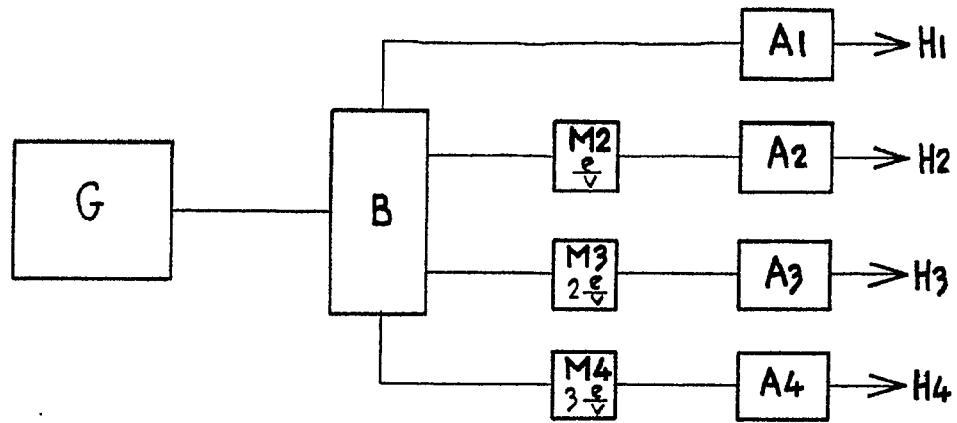 A1 H1
M2
e/v
A2 H2
G
B
M3
2 e/v
A3 H3
M4
3 e/v
A4 H4